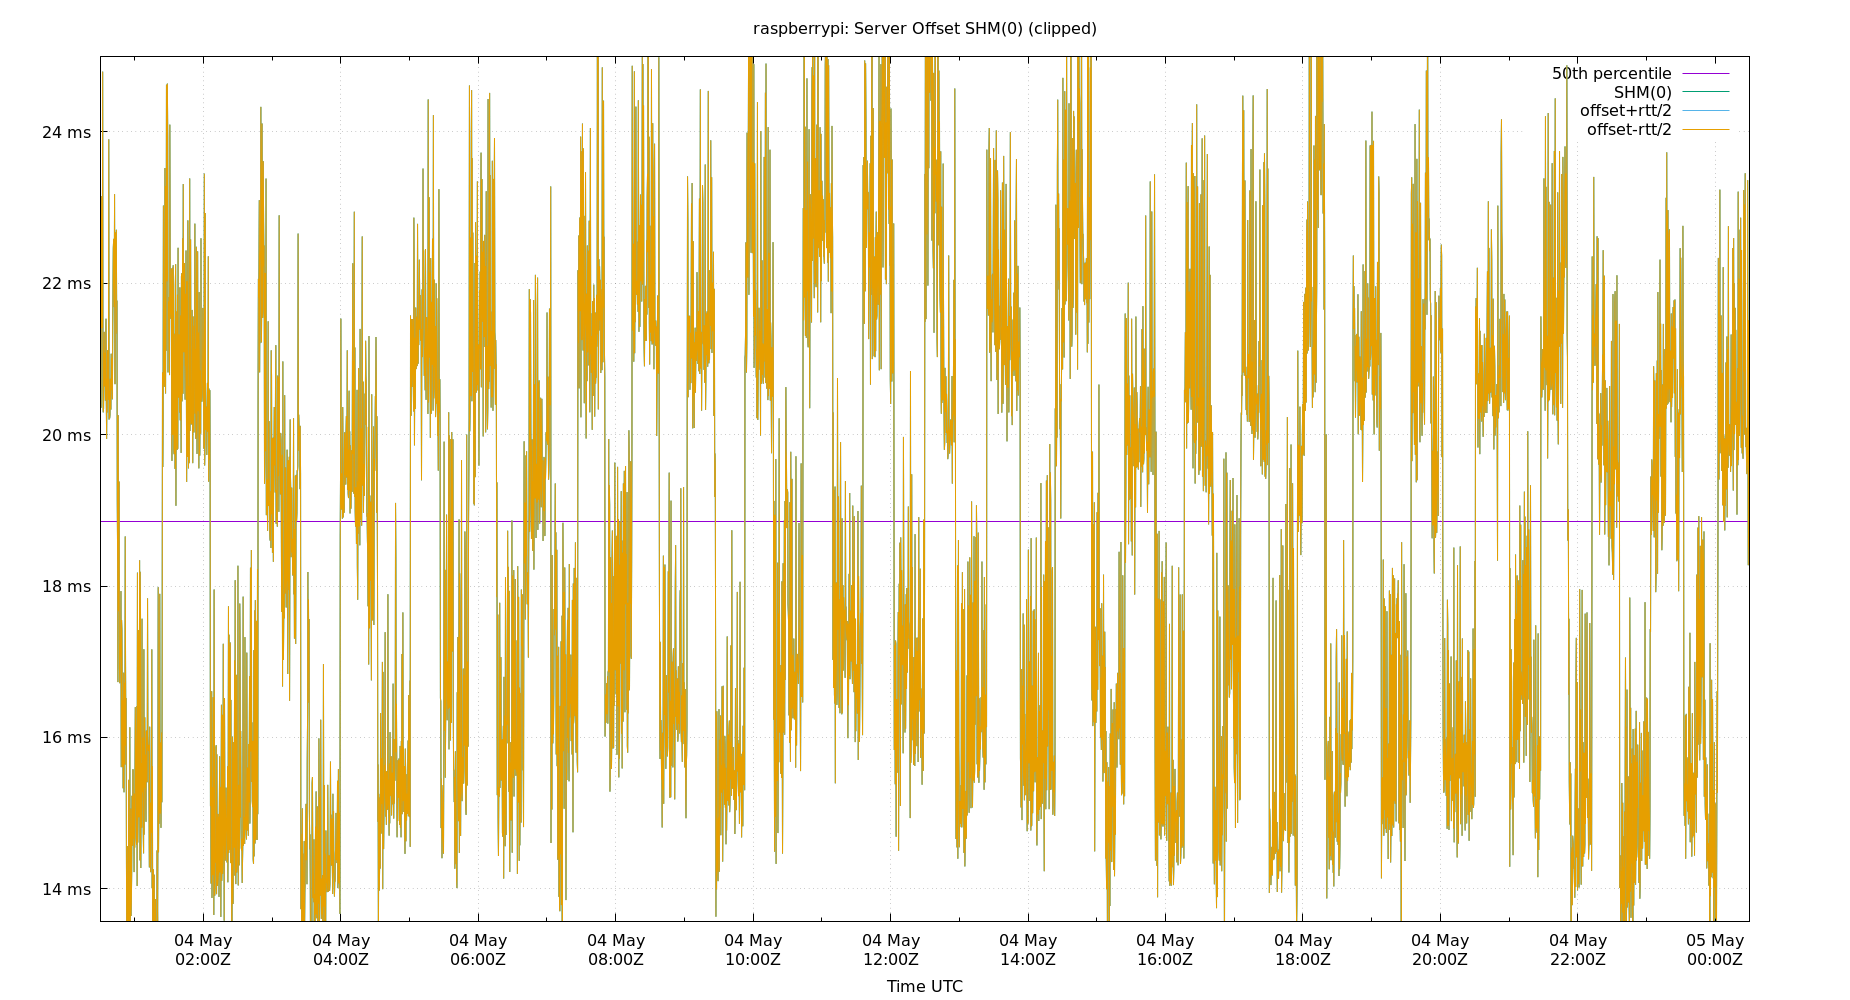 raspberrypi: Server Offset SHM(0) (clipped)
50th percentile
SHM(0)
offset+rtt/2
offset-rtt/2
24 ms
22 ms
20 ms
18 ms
16 ms
14 ms
04 May 04 May 04 May 04 May 04 May 04 May 04 May 04 May 04 May 04 May 04 May 05 May
02:00Z 04:00Z 06:00Z 08:00Z 10:00Z 12:00Z 14:00Z 16:00Z 18:00Z 20:00Z 22:00Z 00:00Z
Time UTC